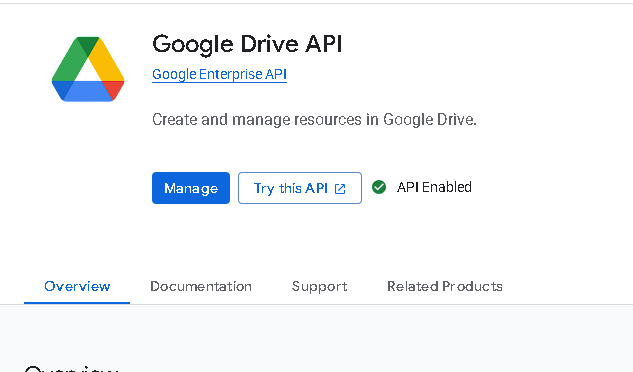 Google Drive API
Google Enterprise API
Create and manage resources in Google Drive.
Manage
Try this API
API Enabled
Overview
Documentation
Support
Related Products
Overview